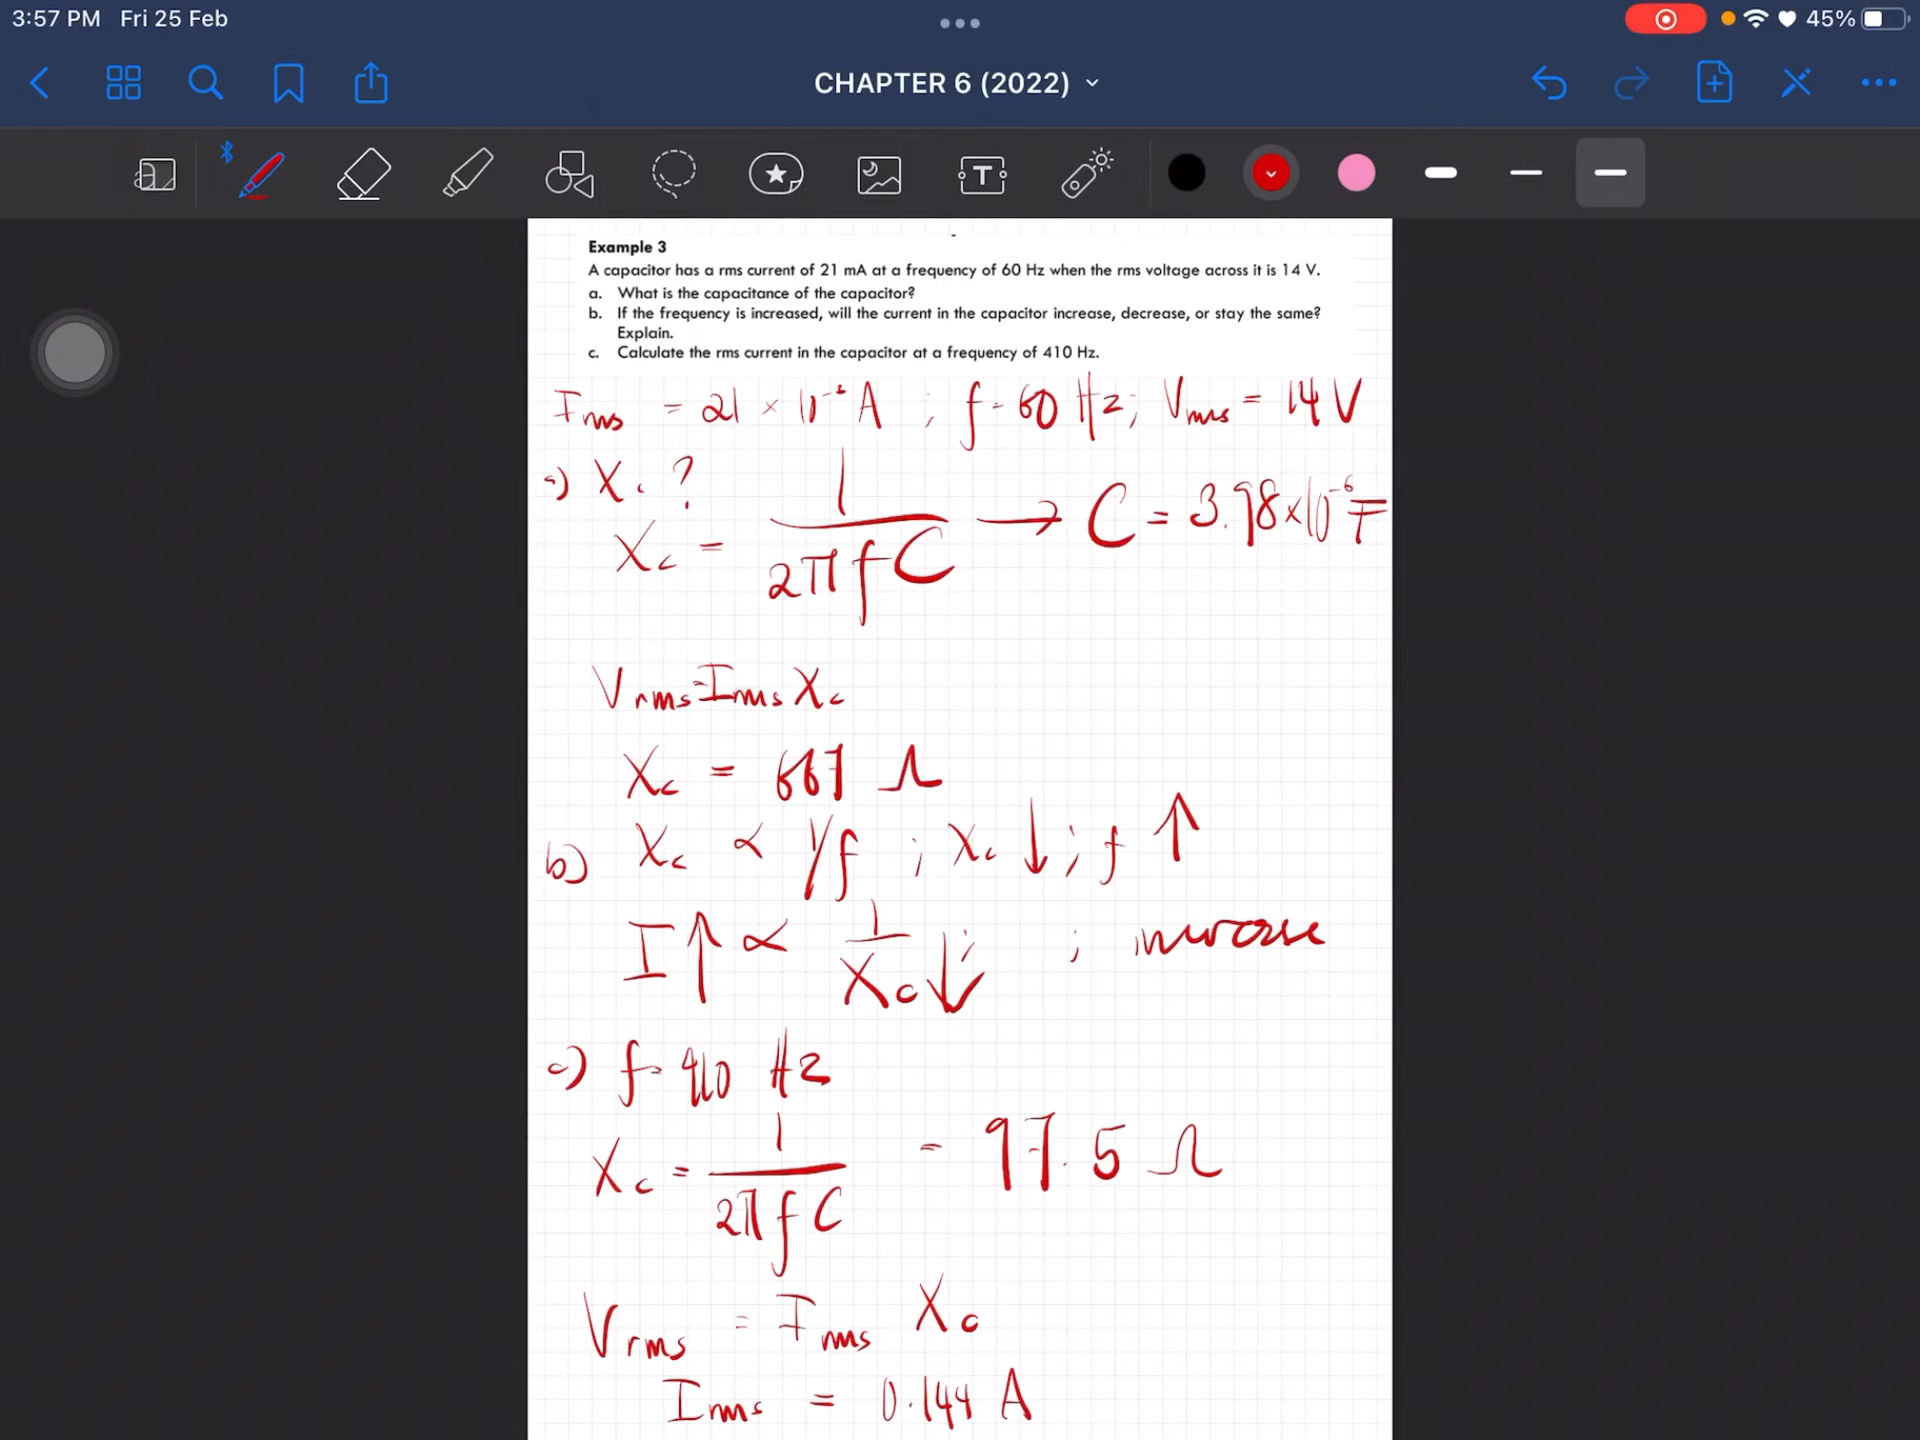 3:57 PM Fri 25 Feb
45%
CHAPTER 6 (2022)
Example 3
A capacitor has a rms current of 21 mA at a frequency of 60 Hz when the rms voltage across it is 14 V.
a. What is the capacitance of the capacitor?
b. If the frequency is increased, will the current in the capacitor increase, decrease, or stay the same?
Explain.
c. Calculate the rms current in the capacitor at a frequency of 410 Hz.
I rms = 21 × 10⁻³ A ; f = 60 Hz; Vrms = 14 V
a) Xc ?
Xc = 1 / 2πfC → C = 3.98×10⁻⁶ F
Vrms = Irms Xc
Xc = 667 Ω
b) Xc ∝ 1/f ; Xc ↓ ; f ↑
I ↑ ∝ 1/Xc ↓ ; increase
c) f = 410 Hz
Xc = 1 / 2πfC = 97.5 Ω
Vrms = Irms Xc
Irms = 0.144 A